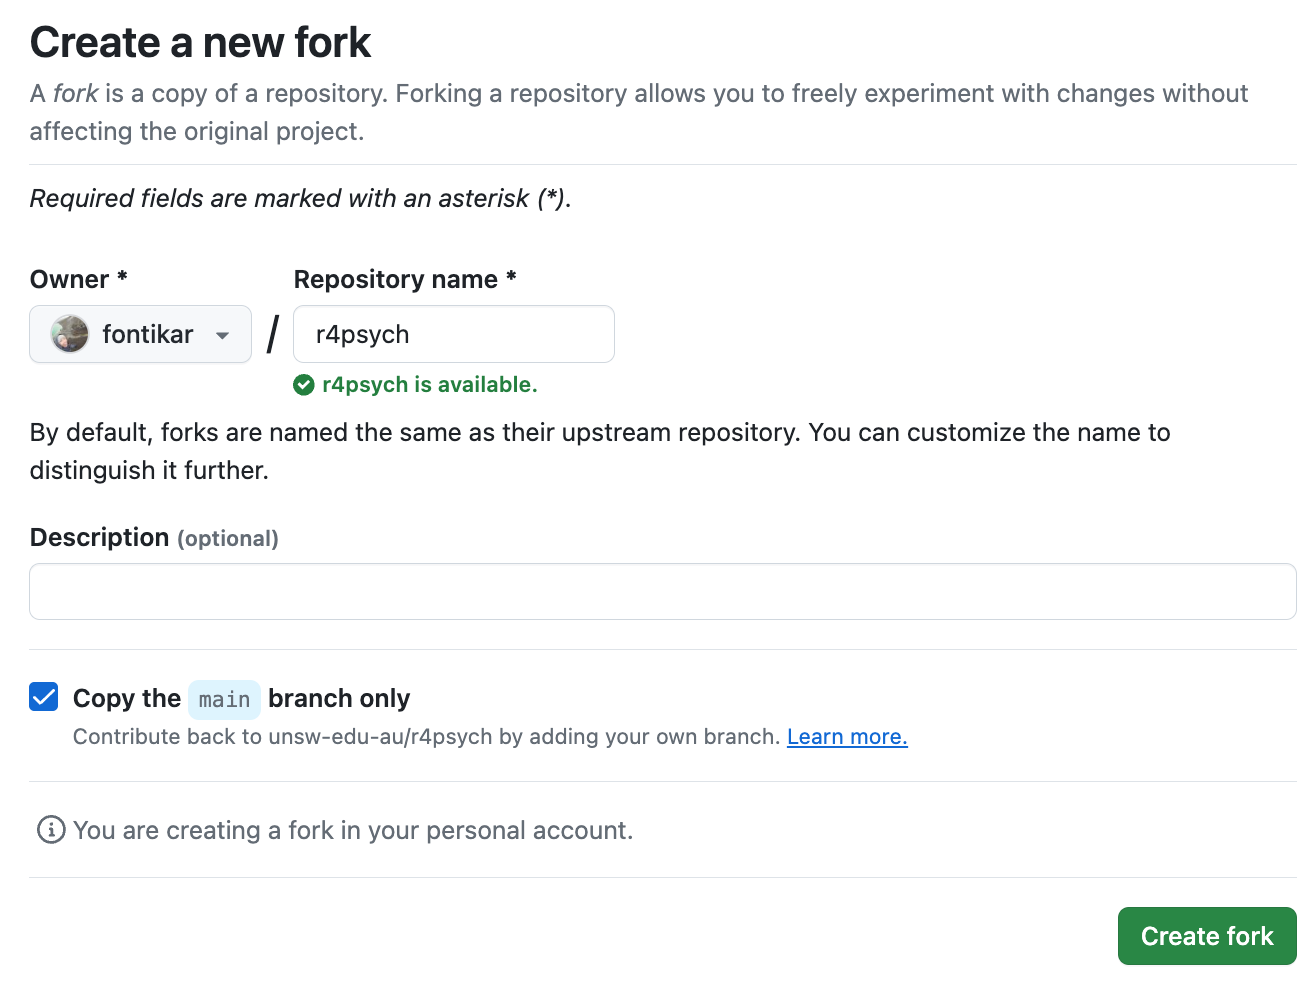 Create a new fork
A fork is a copy of a repository. Forking a repository allows you to freely experiment with changes without
affecting the original project.
Required fields are marked with an asterisk (*).
Owner * Repository name *
fontikar / r4psych
r4psych is available.
By default, forks are named the same as their upstream repository. You can customize the name to
distinguish it further.
Description (optional)
Copy the main branch only
Contribute back to unsw-edu-au/r4psych by adding your own branch. Learn more.
You are creating a fork in your personal account.
Create fork